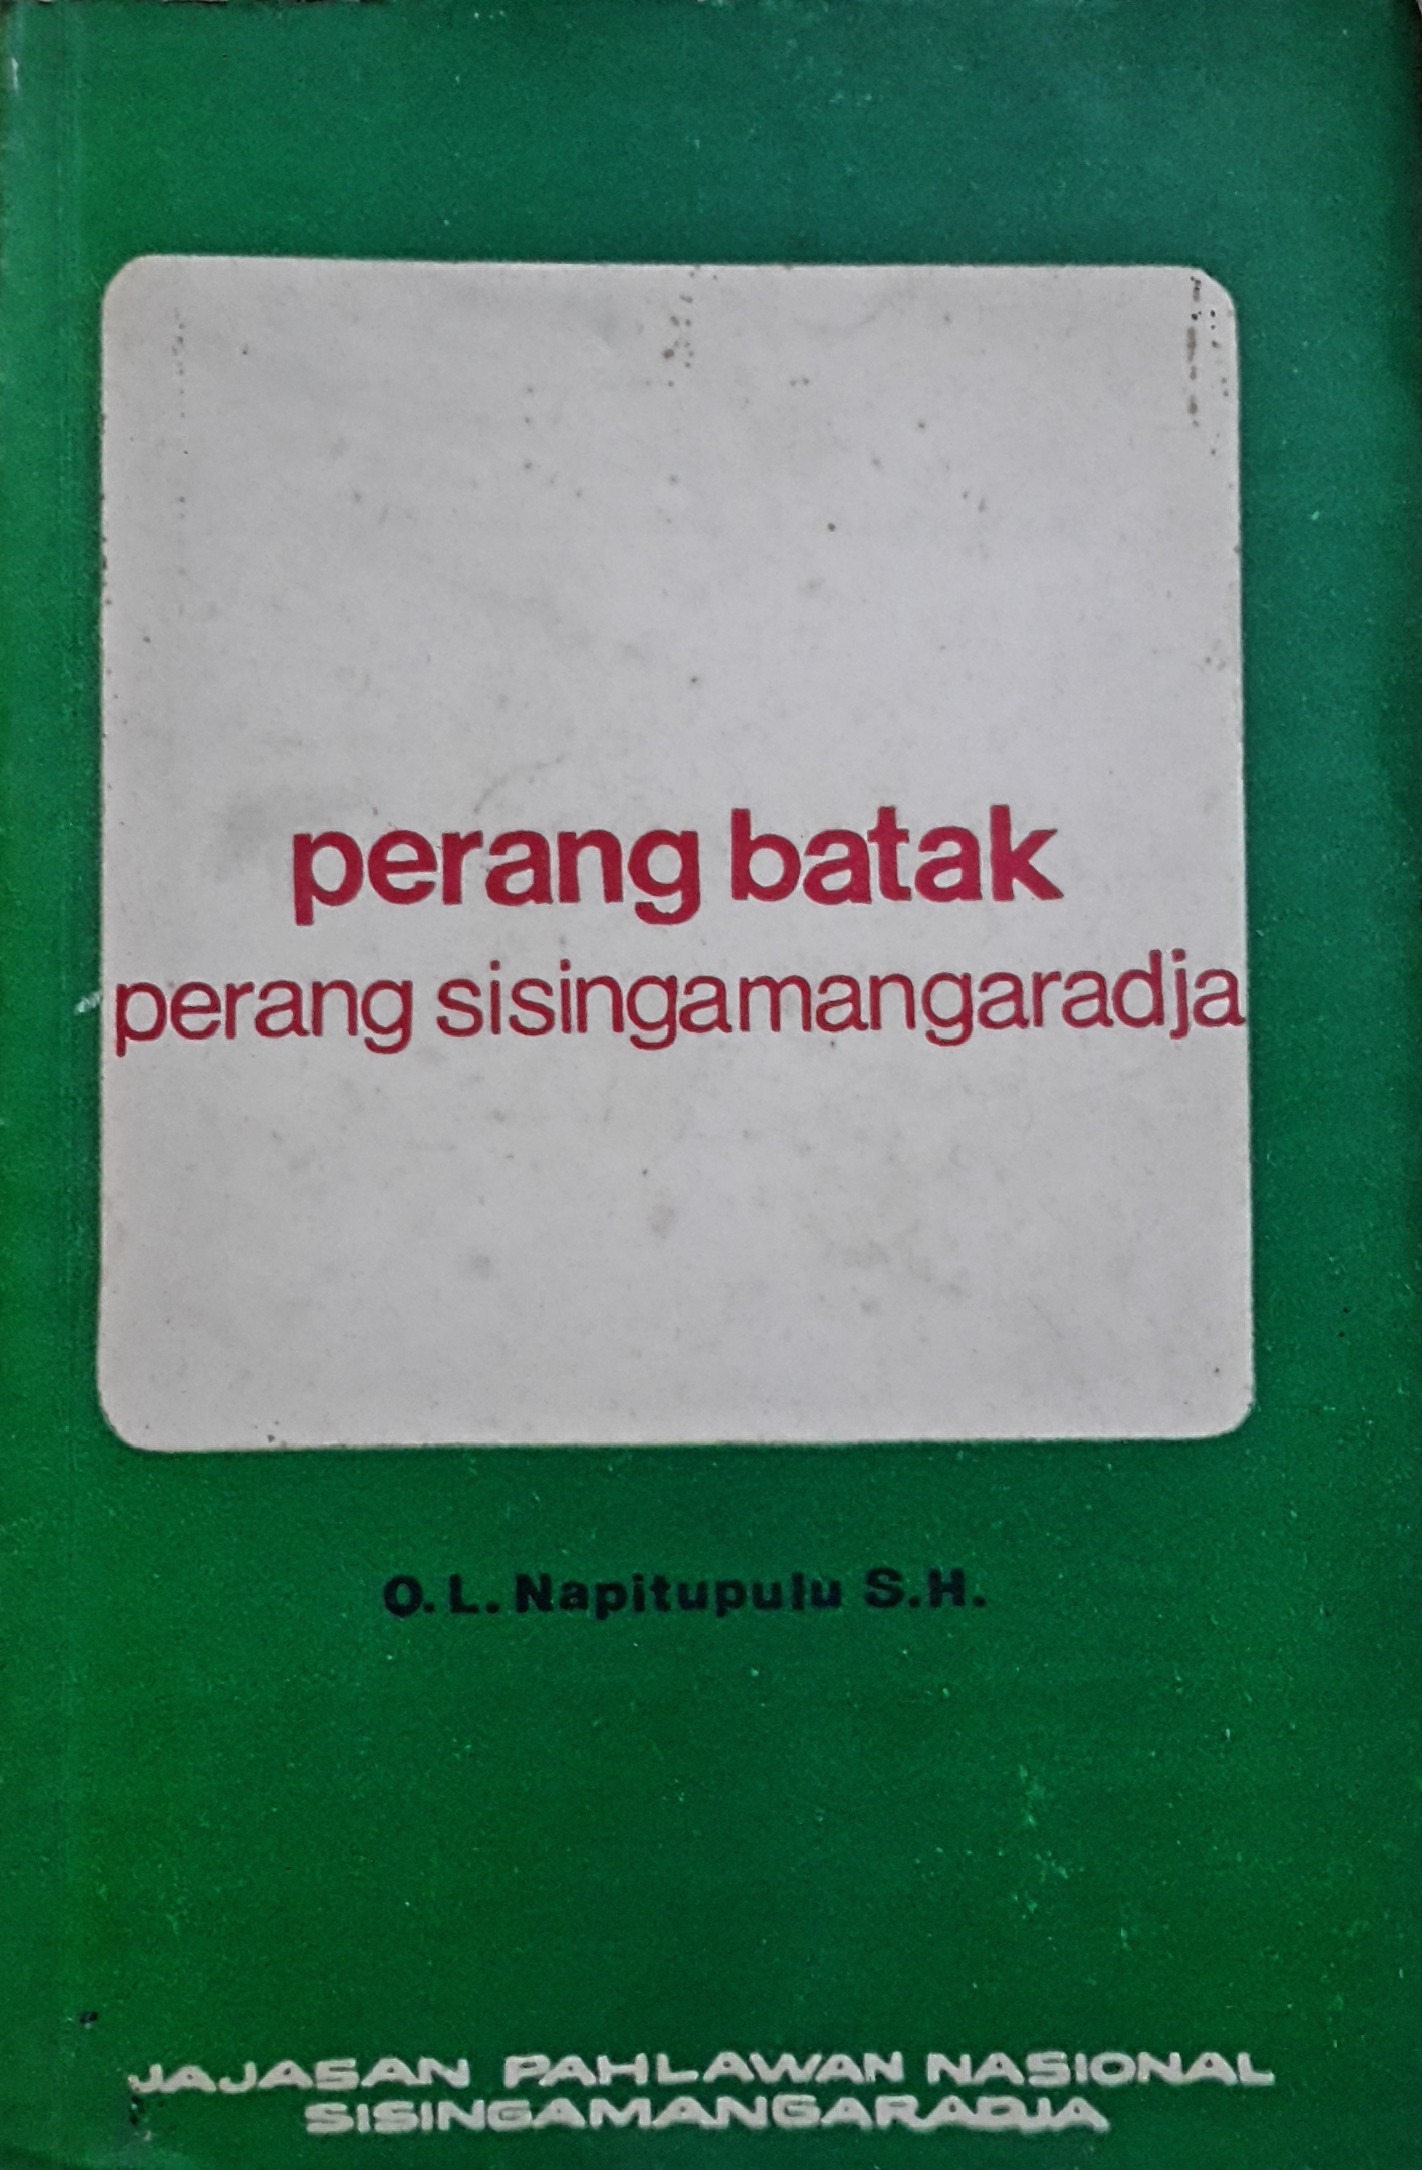 perang batak
perang sisingamangaradja
O. L. Napitupulu S.H.
JAJASAN PAHLAWAN NASIONAL
SISINGAMANGARADJA